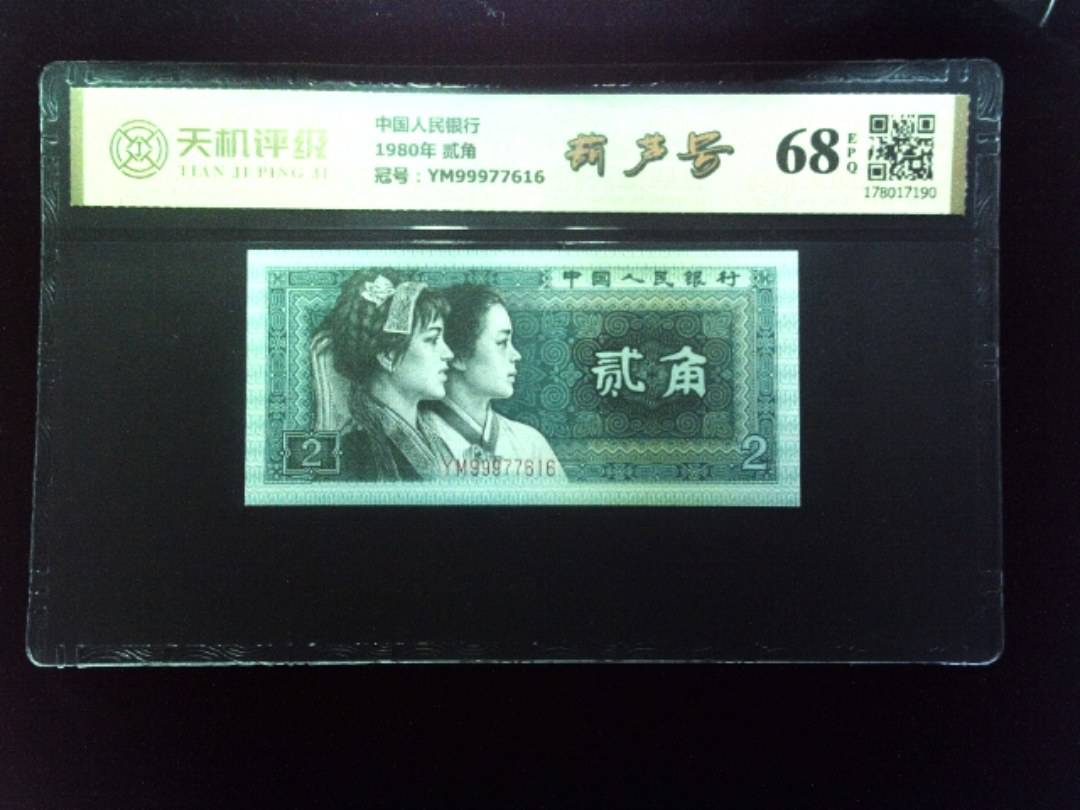 天机评级
TIAN JI PING JI
中国人民银行
1980年 贰角
冠号：YM99977616
葫芦号
68
EPQ
178017190
中国人民银行
贰角
2
2
YM99977616